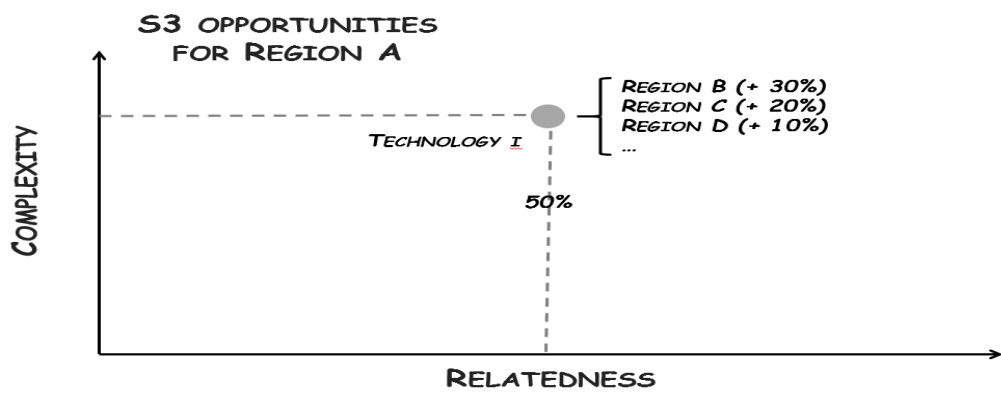 S3 OPPORTUNITIES
FOR REGION A
COMPLEXITY
REGION B (+ 30%)
REGION C (+ 20%)
REGION D (+ 10%)
...
TECHNOLOGY I
50%
RELATEDNESS